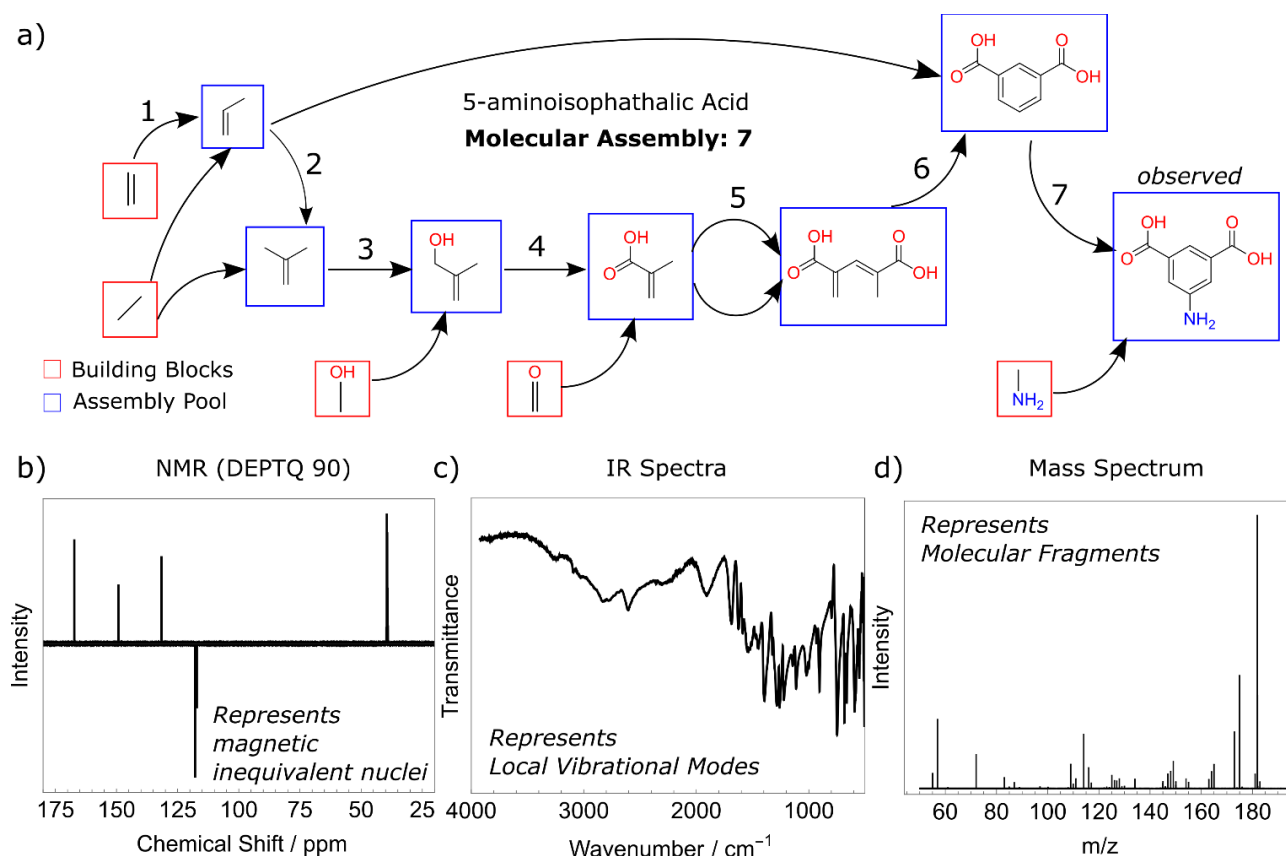 a)
1
2
3
4
5
6
7
5-aminoisophathalic Acid
Molecular Assembly: 7
observed
OH
O
O
OH
OH
OH
O
OH
O
O
OH
OH
O
O
OH
NH2
OH
O
NH2
Building Blocks
Assembly Pool
b)
NMR (DEPTQ 90)
Intensity
Represents
magnetic
inequivalent nuclei
175 150 125 100 75 50 25
Chemical Shift / ppm
c)
IR Spectra
Transmittance
Represents
Local Vibrational Modes
4000 3000 2000 1000
Wavenumber / cm⁻¹
d)
Mass Spectrum
Intensity
Represents
Molecular Fragments
60 80 100 120 140 160 180
m/z